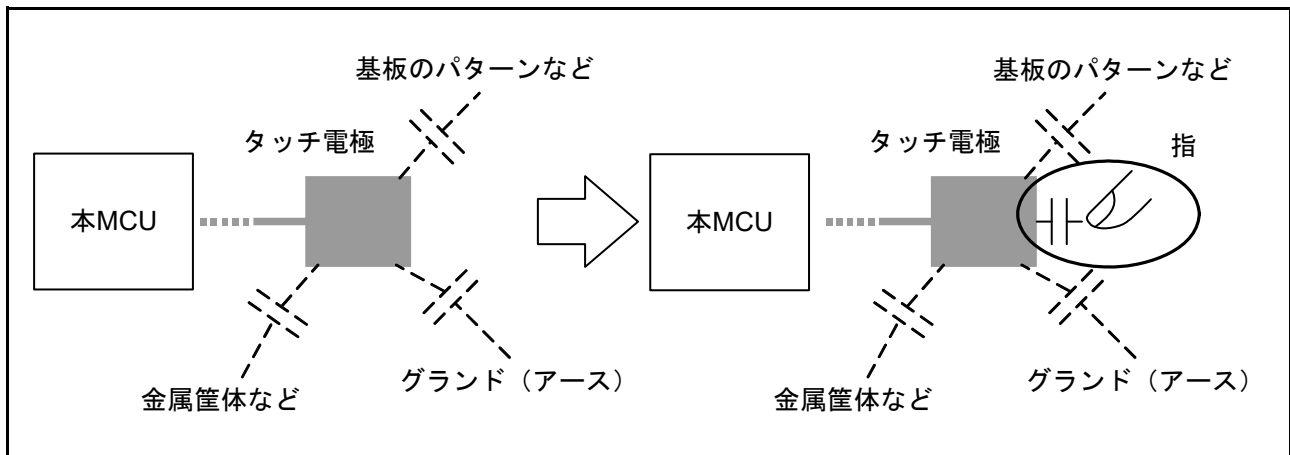 基板のパターンなど
タッチ電極
本MCU
金属筐体など
グランド（アース）
基板のパターンなど
タッチ電極
指
本MCU
金属筐体など
グランド（アース）